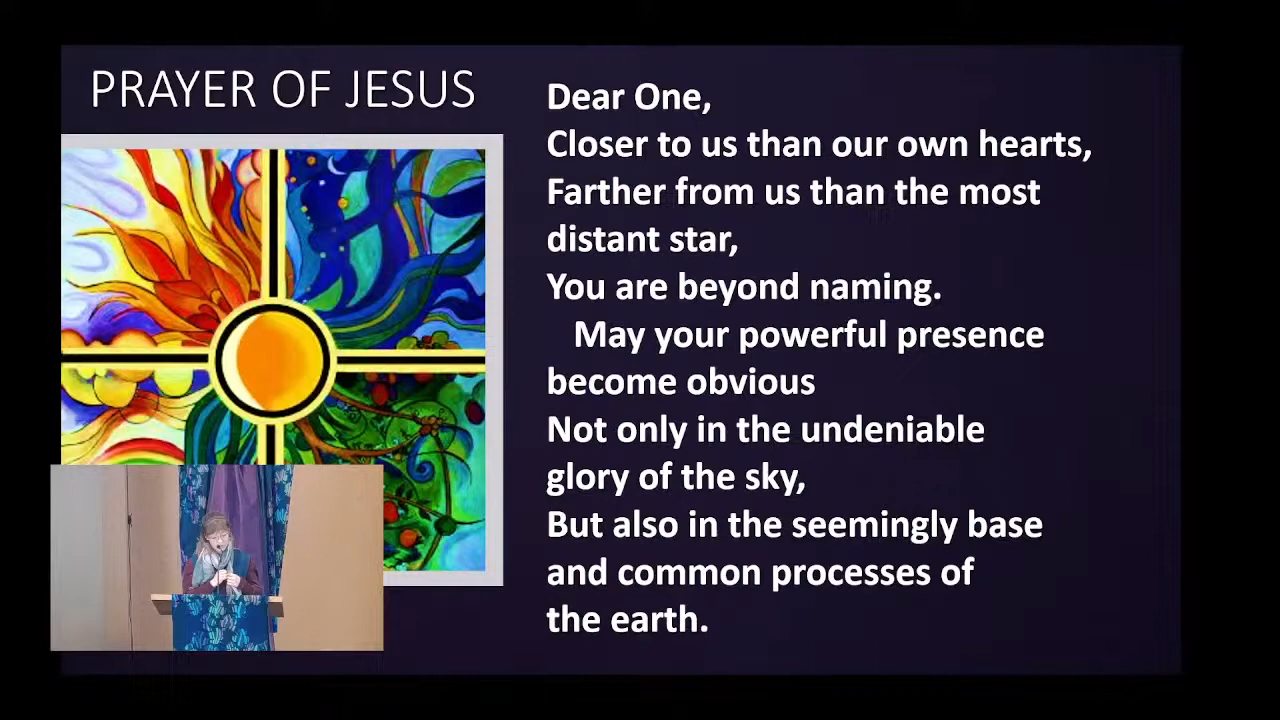 PRAYER OF JESUS
Dear One,
Closer to us than our own hearts,
Farther from us than the most
distant star,
You are beyond naming.
May your powerful presence
become obvious
Not only in the undeniable
glory of the sky,
But also in the seemingly base
and common processes of
the earth.